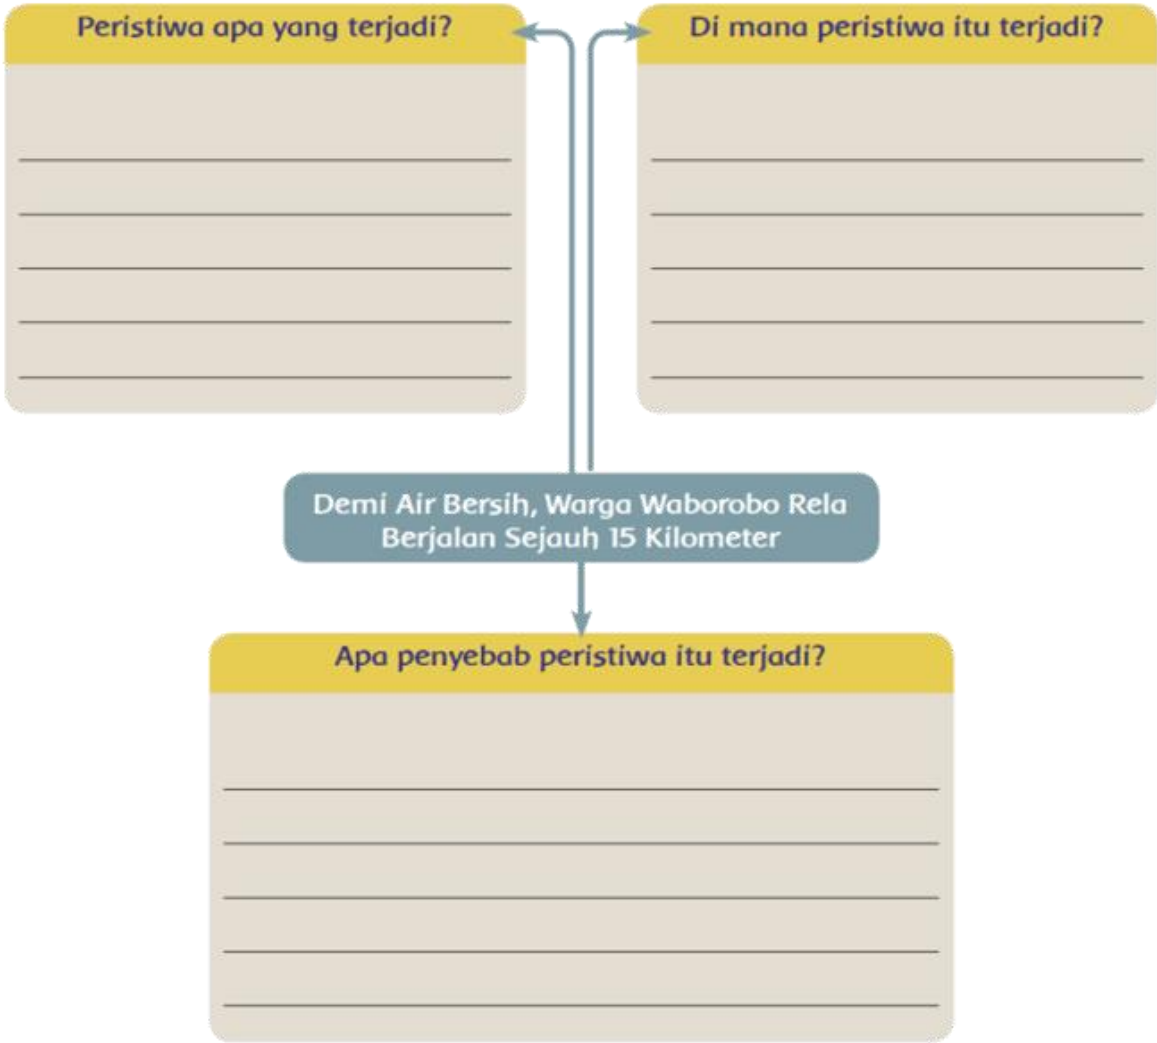 Peristiwa apa yang terjadi?
Di mana peristiwa itu terjadi?
Demi Air Bersih, Warga Waborobo Rela
Berjalan Sejauh 15 Kilometer
Apa penyebab peristiwa itu terjadi?